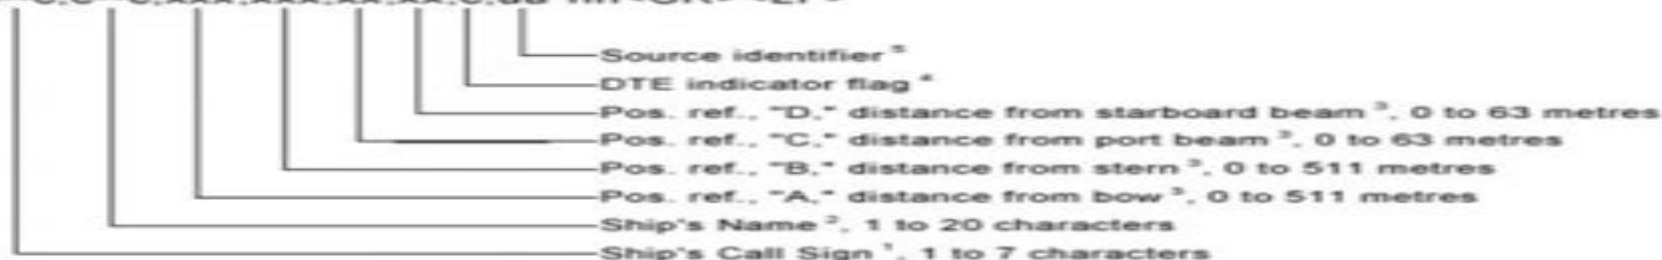 Source identifier ⁵
DTE indicator flag ⁴
Pos. ref., "D," distance from starboard beam ³, 0 to 63 metres
Pos. ref., "C," distance from port beam ³, 0 to 63 metres
Pos. ref., "B," distance from stern ³, 0 to 511 metres
Pos. ref., "A," distance from bow ³, 0 to 511 metres
Ship's Name ², 1 to 20 characters
Ship's Call Sign ¹, 1 to 7 characters